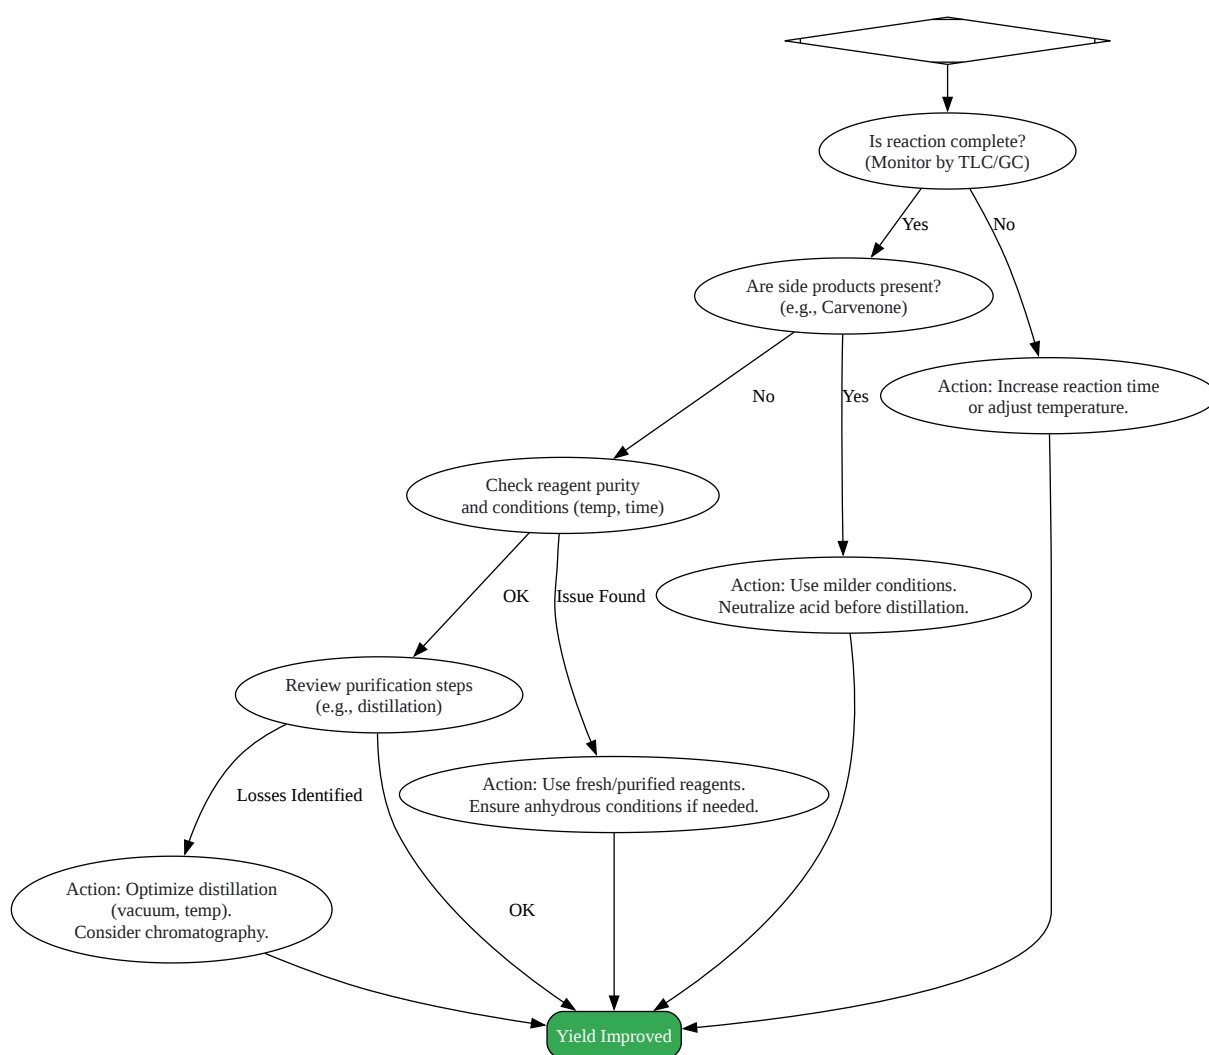 Is reaction complete?
(Monitor by TLC/GC)
Yes
No
Are side products present?
(e.g., Carvenone)
No
Yes
Action: Increase reaction time
or adjust temperature.
Check reagent purity
and conditions (temp, time)
OK
Issue Found
Action: Use milder conditions.
Neutralize acid before distillation.
Review purification steps
(e.g., distillation)
Losses Identified
Action: Use fresh/purified reagents.
Ensure anhydrous conditions if needed.
Action: Optimize distillation
(vacuum, temp).
Consider chromatography.
OK
Yield Improved